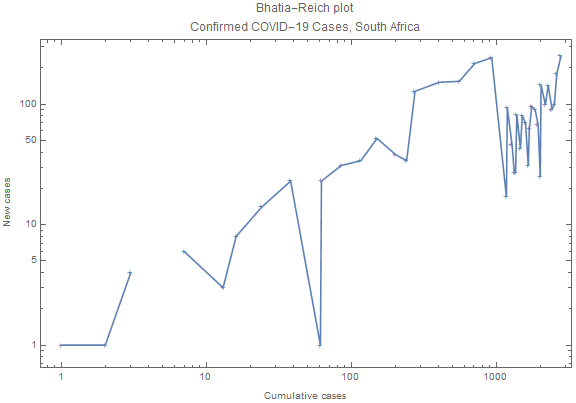 Bhatia–Reich plot
Confirmed COVID–19 Cases, South Africa
New cases
100
50
10
5
1
1
10
100
1000
Cumulative cases